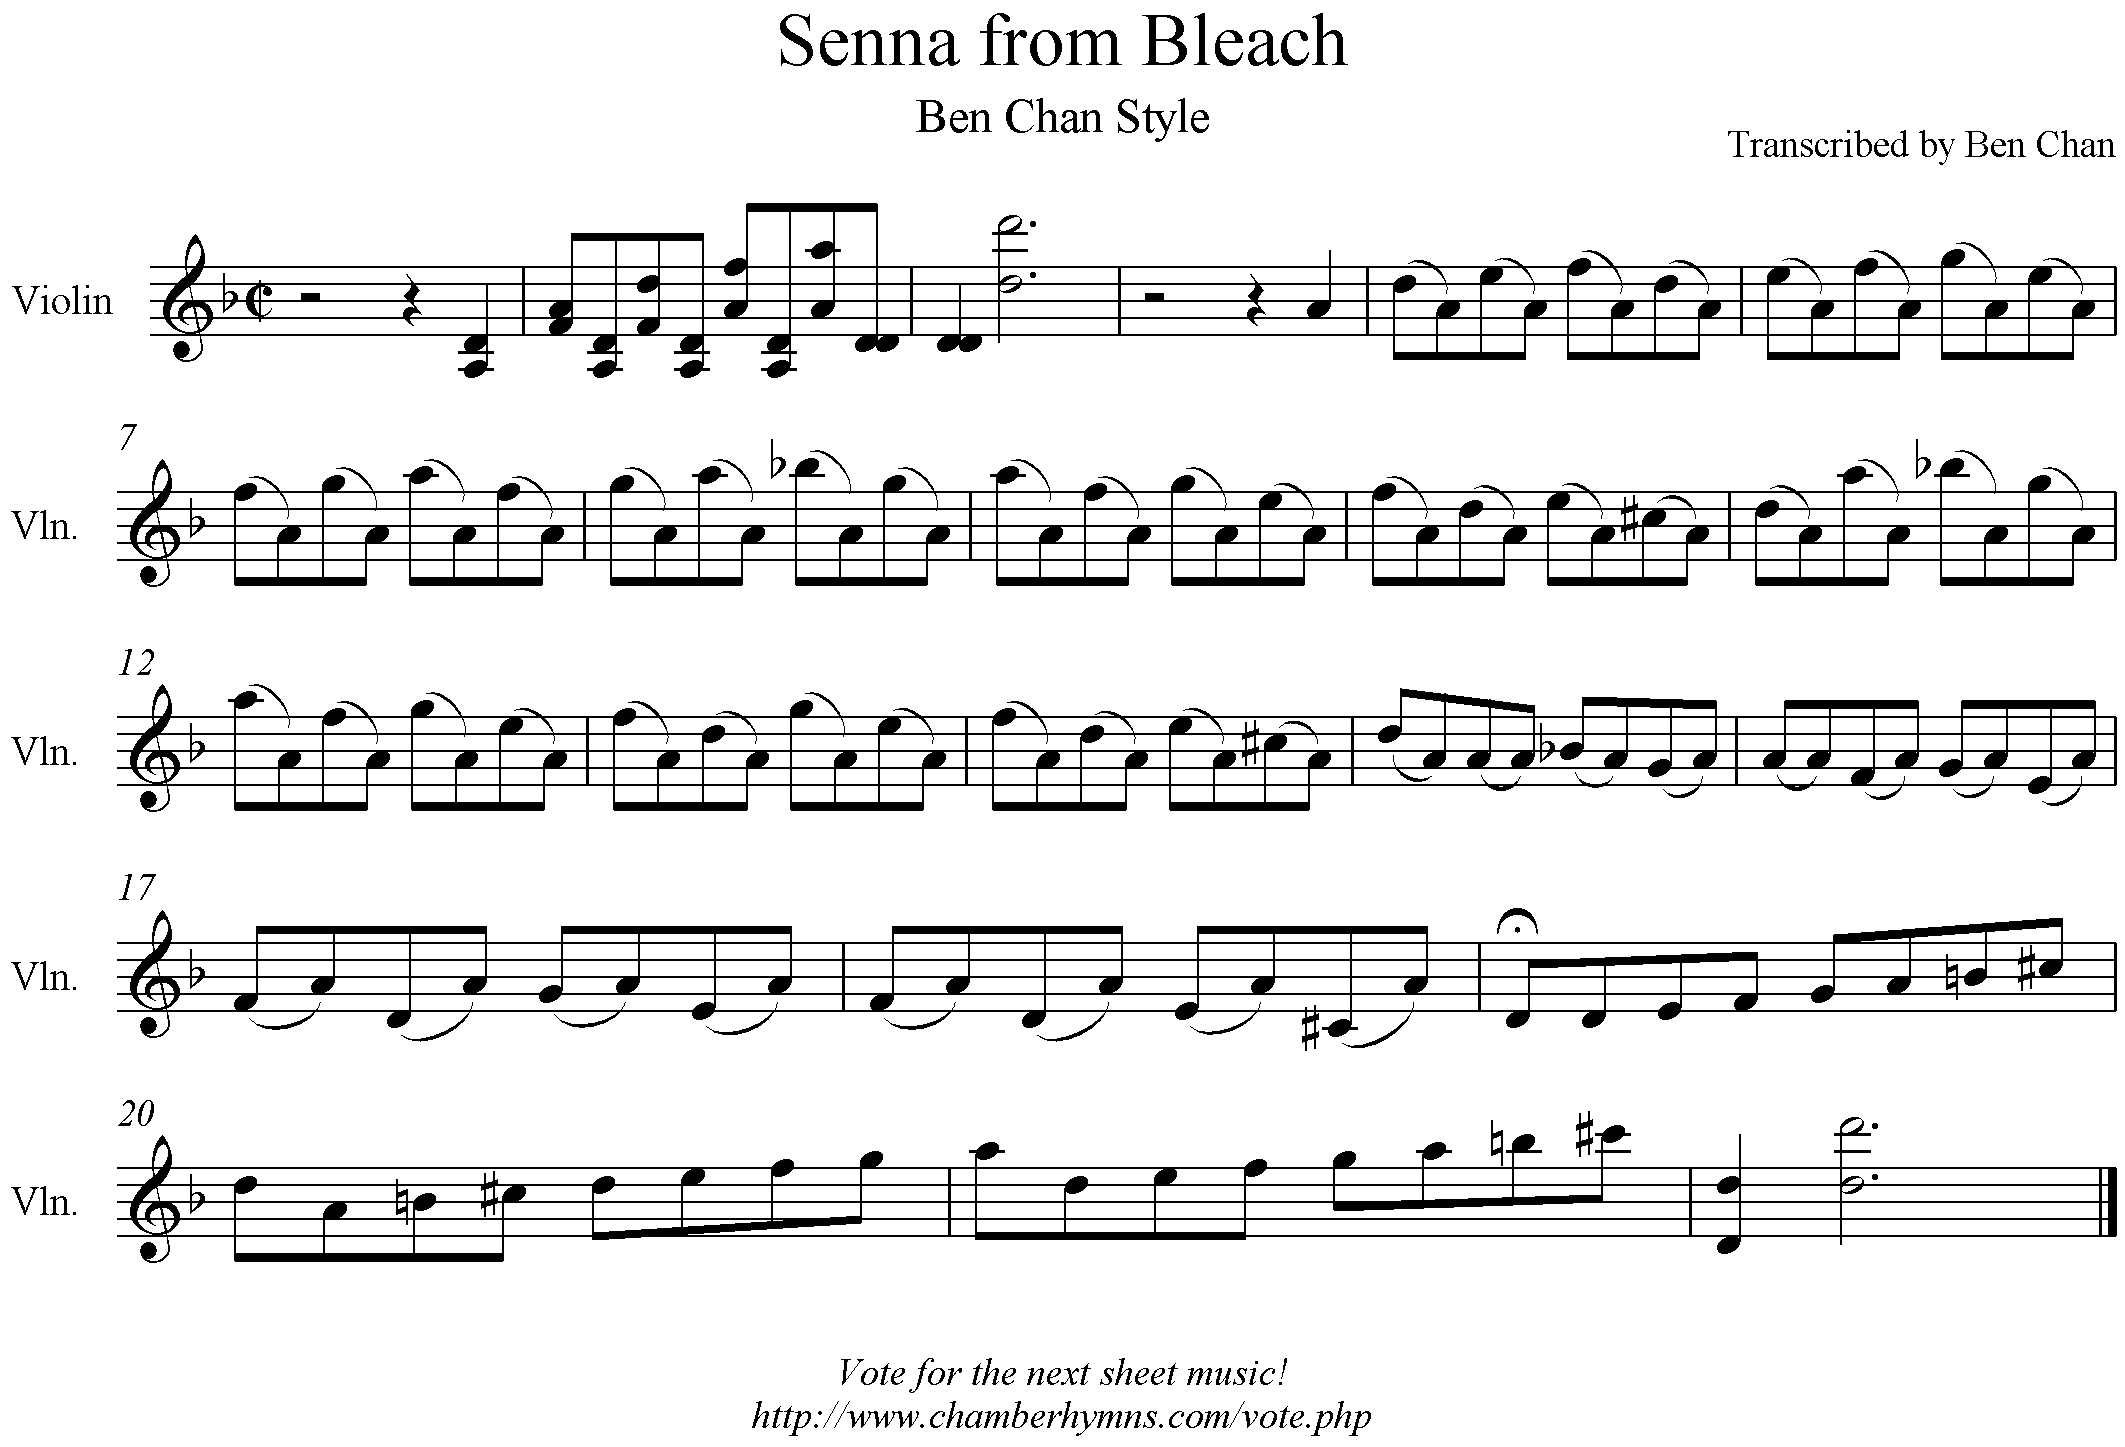 Senna from Bleach
Ben Chan Style
Transcribed by Ben Chan
Violin
7
Vln.
12
Vln.
17
Vln.
20
Vln.
Vote for the next sheet music!
http://www.chamberhymns.com/vote.php